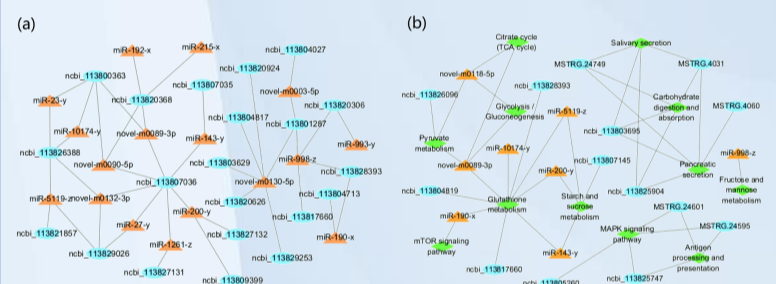 (a)
miR-192-x
miR-215-x
ncbi_113804027
ncbi_113800363
ncbi_113820924
ncbi_113807035
novel-m0003-5p
miR-23-y
ncbi_113820368
ncbi_113820306
ncbi_113804817
ncbi_113801287
miR-10174-y
novel-m0089-3p
miR-143-y
miR-993-y
ncbi_113826388
novel-m0090-5p
ncbi_113803629
miR-998-z
ncbi_113828393
ncbi_113807036
novel-m0130-5p
ncbi_113804713
miR-5119-z
novel-m0132-3p
ncbi_113820626
miR-200-y
ncbi_113817660
miR-27-y
ncbi_113821857
ncbi_113827132
miR-190-x
miR-1261-z
ncbi_113829026
ncbi_113829253
ncbi_113827131
ncbi_113809399
(b)
Citrate cycle
(TCA cycle)
Salivary secretion
MSTRG.24749
MSTRG.4031
novel-m0118-5p
ncbi_113828393
ncbi_113826096
Carbohydrate
digestion and
absorption
MSTRG.4060
Glycolysis /
Gluconeogenesis
miR-5119-z
ncbi_113803695
Pyruvate
metabolism
miR-10174-y
miR-998-z
ncbi_113807145
novel-m0089-3p
miR-200-y
Pancreatic
secretion
Fructose and
mannose
metabolism
ncbi_113804819
ncbi_113825904
Glutathione
metabolism
Starch and
sucrose
metabolism
MSTRG.24601
miR-190-x
MSTRG.24595
MAPK signaling
pathway
mTOR signaling
pathway
miR-143-y
Antigen
processing and
presentation
ncbi_113817660
ncbi_113825747